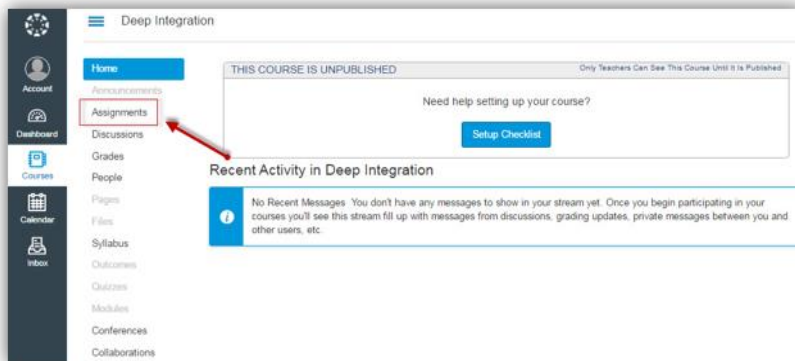 Deep Integration
Account
Dashboard
Courses
Calendar
Inbox
Home
Announcements
Assignments
Discussions
Grades
People
Pages
Files
Syllabus
Outcomes
Quizzes
Modules
Conferences
Collaborations
THIS COURSE IS UNPUBLISHED
Only Teachers Can See This Course Until It Is Published
Need help setting up your course?
Setup Checklist
Recent Activity in Deep Integration
No Recent Messages You don't have any messages to show in your stream yet. Once you begin participating in your
courses you'll see this stream fill up with messages from discussions, grading updates, private messages between you and
other users, etc.